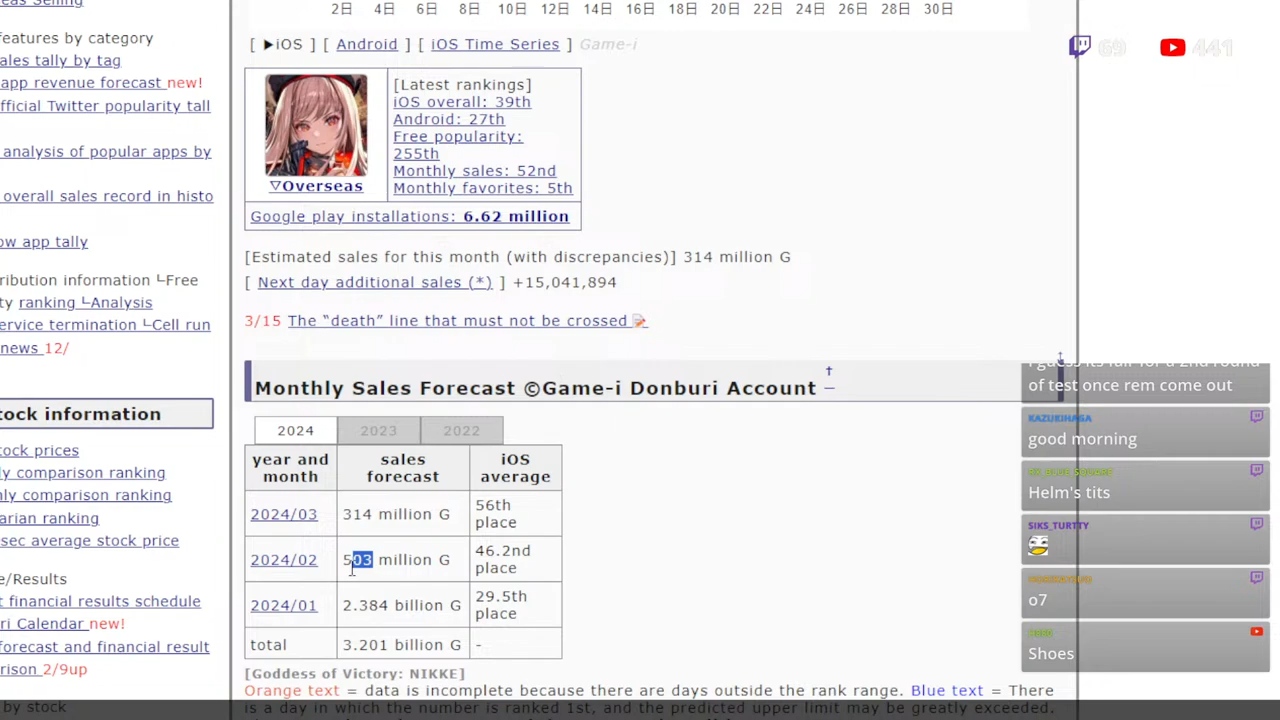 eas Selling
features by category
sales tally by tag
app revenue forecast new!
fficial Twitter popularity tall
analysis of popular apps by
overall sales record in histo
ow app tally
tribution information └Free
ty ranking └Analysis
ervice termination └Cell run
news 12/
tock information
tock prices
ly comparison ranking
nthly comparison ranking
arian ranking
sec average stock price
e/Results
t financial results schedule
ri Calendar new!
forecast and financial result
rison 2/9up
by stock
2日 4日 6日 8日 10日 12日 14日 16日 18日 20日 22日 24日 26日 28日 30日
[ ▶iOS ] [ Android ] [ iOS Time Series ] Game-i
[Latest rankings]
iOS overall: 39th
Android: 27th
Free popularity:
255th
Monthly sales: 52nd
Monthly favorites: 5th
▽Overseas
Google play installations: 6.62 million
[Estimated sales for this month (with discrepancies)] 314 million G
[ Next day additional sales (*) ] +15,041,894
3/15 The “death” line that must not be crossed
Monthly Sales Forecast ©Game-i Donburi Account
2024 2023 2022
year and month sales forecast iOS average
2024/03 314 million G 56th place
2024/02 503 million G 46.2nd place
2024/01 2.384 billion G 29.5th place
total 3.201 billion G -
[Goddess of Victory: NIKKE]
Orange text = data is incomplete because there are days outside the rank range. Blue text = There
is a day in which the number is ranked 1st, and the predicted upper limit may be greatly exceeded.
69 441
of test once rem come out
KAZUKIHASA
good morning
Helm's tits
SIKS_TURTTY
o7
Shoes